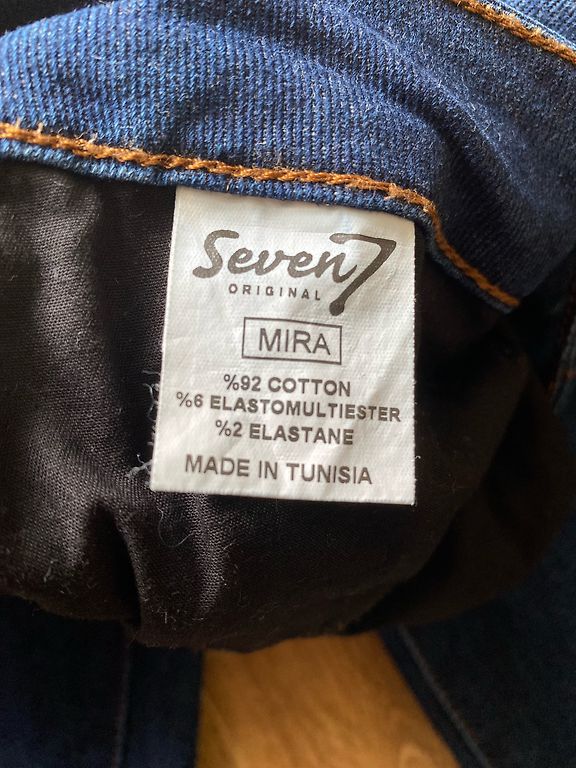 Seven7
ORIGINAL
MIRA
%92 COTTON
%6 ELASTOMULTIESTER
%2 ELASTANE
MADE IN TUNISIA